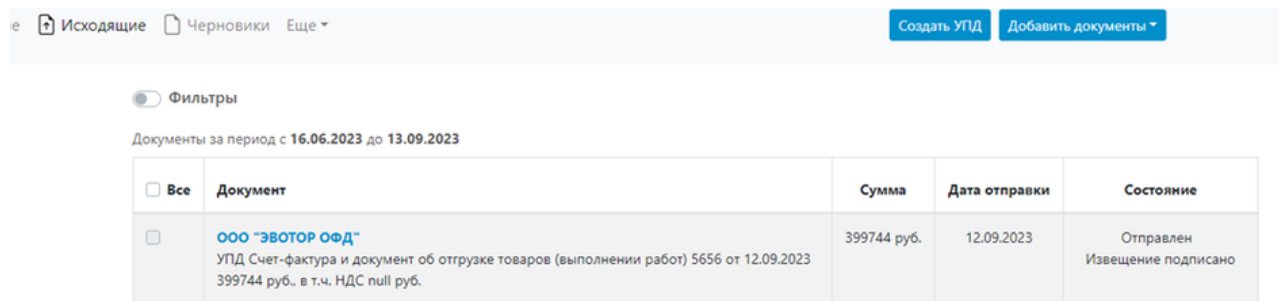 е Исходящие Черновики Еще Создать УПД Добавить документы
Фильтры
Документы за период с 16.06.2023 до 13.09.2023
Все Документ Сумма Дата отправки Состояние
ООО "ЭВОТОР ОФД" 399744 руб. 12.09.2023 Отправлен
УПД Счет-фактура и документ об отгрузке товаров (выполнении работ) 5656 от 12.09.2023 Извещение подписано
399744 руб., в т.ч. НДС null руб.